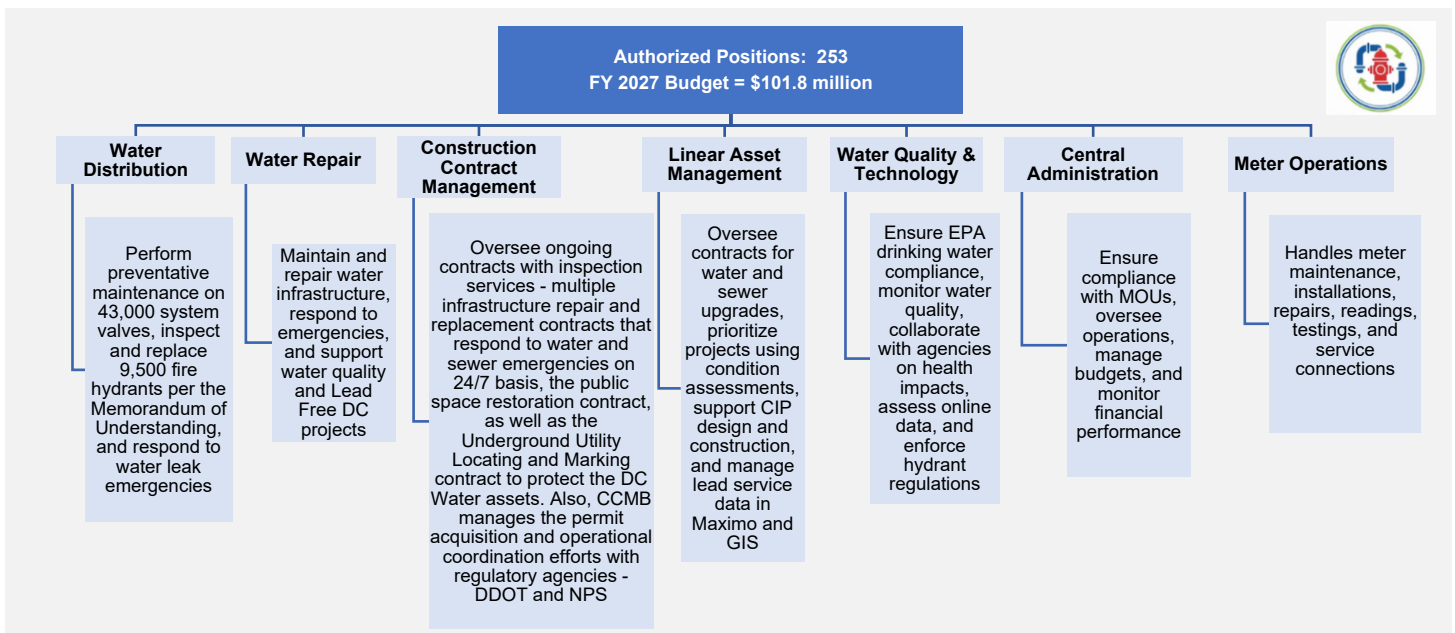 Authorized Positions:  253
FY 2027 Budget = $101.8 million
Water
Distribution
Perform
preventative
maintenance on
43,000 system
valves, inspect
and replace
9,500 fire
hydrants per the
Memorandum of
Understanding,
and respond to
water leak
emergencies
Water Repair
Maintain and
repair water
infrastructure,
respond to
emergencies,
and support
water quality
and Lead
Free DC
projects
Construction
Contract
Management
Oversee ongoing
contracts with inspection
services - multiple
infrastructure repair and
replacement contracts that
respond to water and
sewer emergencies on
24/7 basis, the public
space restoration contract,
as well as the
Underground Utility
Locating and Marking
contract to protect the DC
Water assets. Also, CCMB
manages the permit
acquisition and operational
coordination efforts with
regulatory agencies -
DDOT and NPS
Linear Asset
Management
Oversee
contracts for
water and
sewer
upgrades,
prioritize
projects using
condition
assessments,
support CIP
design and
construction,
and manage
lead service
data in
Maximo and
GIS
Water Quality &
Technology
Ensure EPA
drinking water
compliance,
monitor water
quality,
collaborate
with agencies
on health
impacts,
assess online
data, and
enforce
hydrant
regulations
Central
Administration
Ensure
compliance
with MOUs,
oversee
operations,
manage
budgets, and
monitor
financial
performance
Meter Operations
Handles meter
maintenance,
installations,
repairs, readings,
testings, and
service
connections